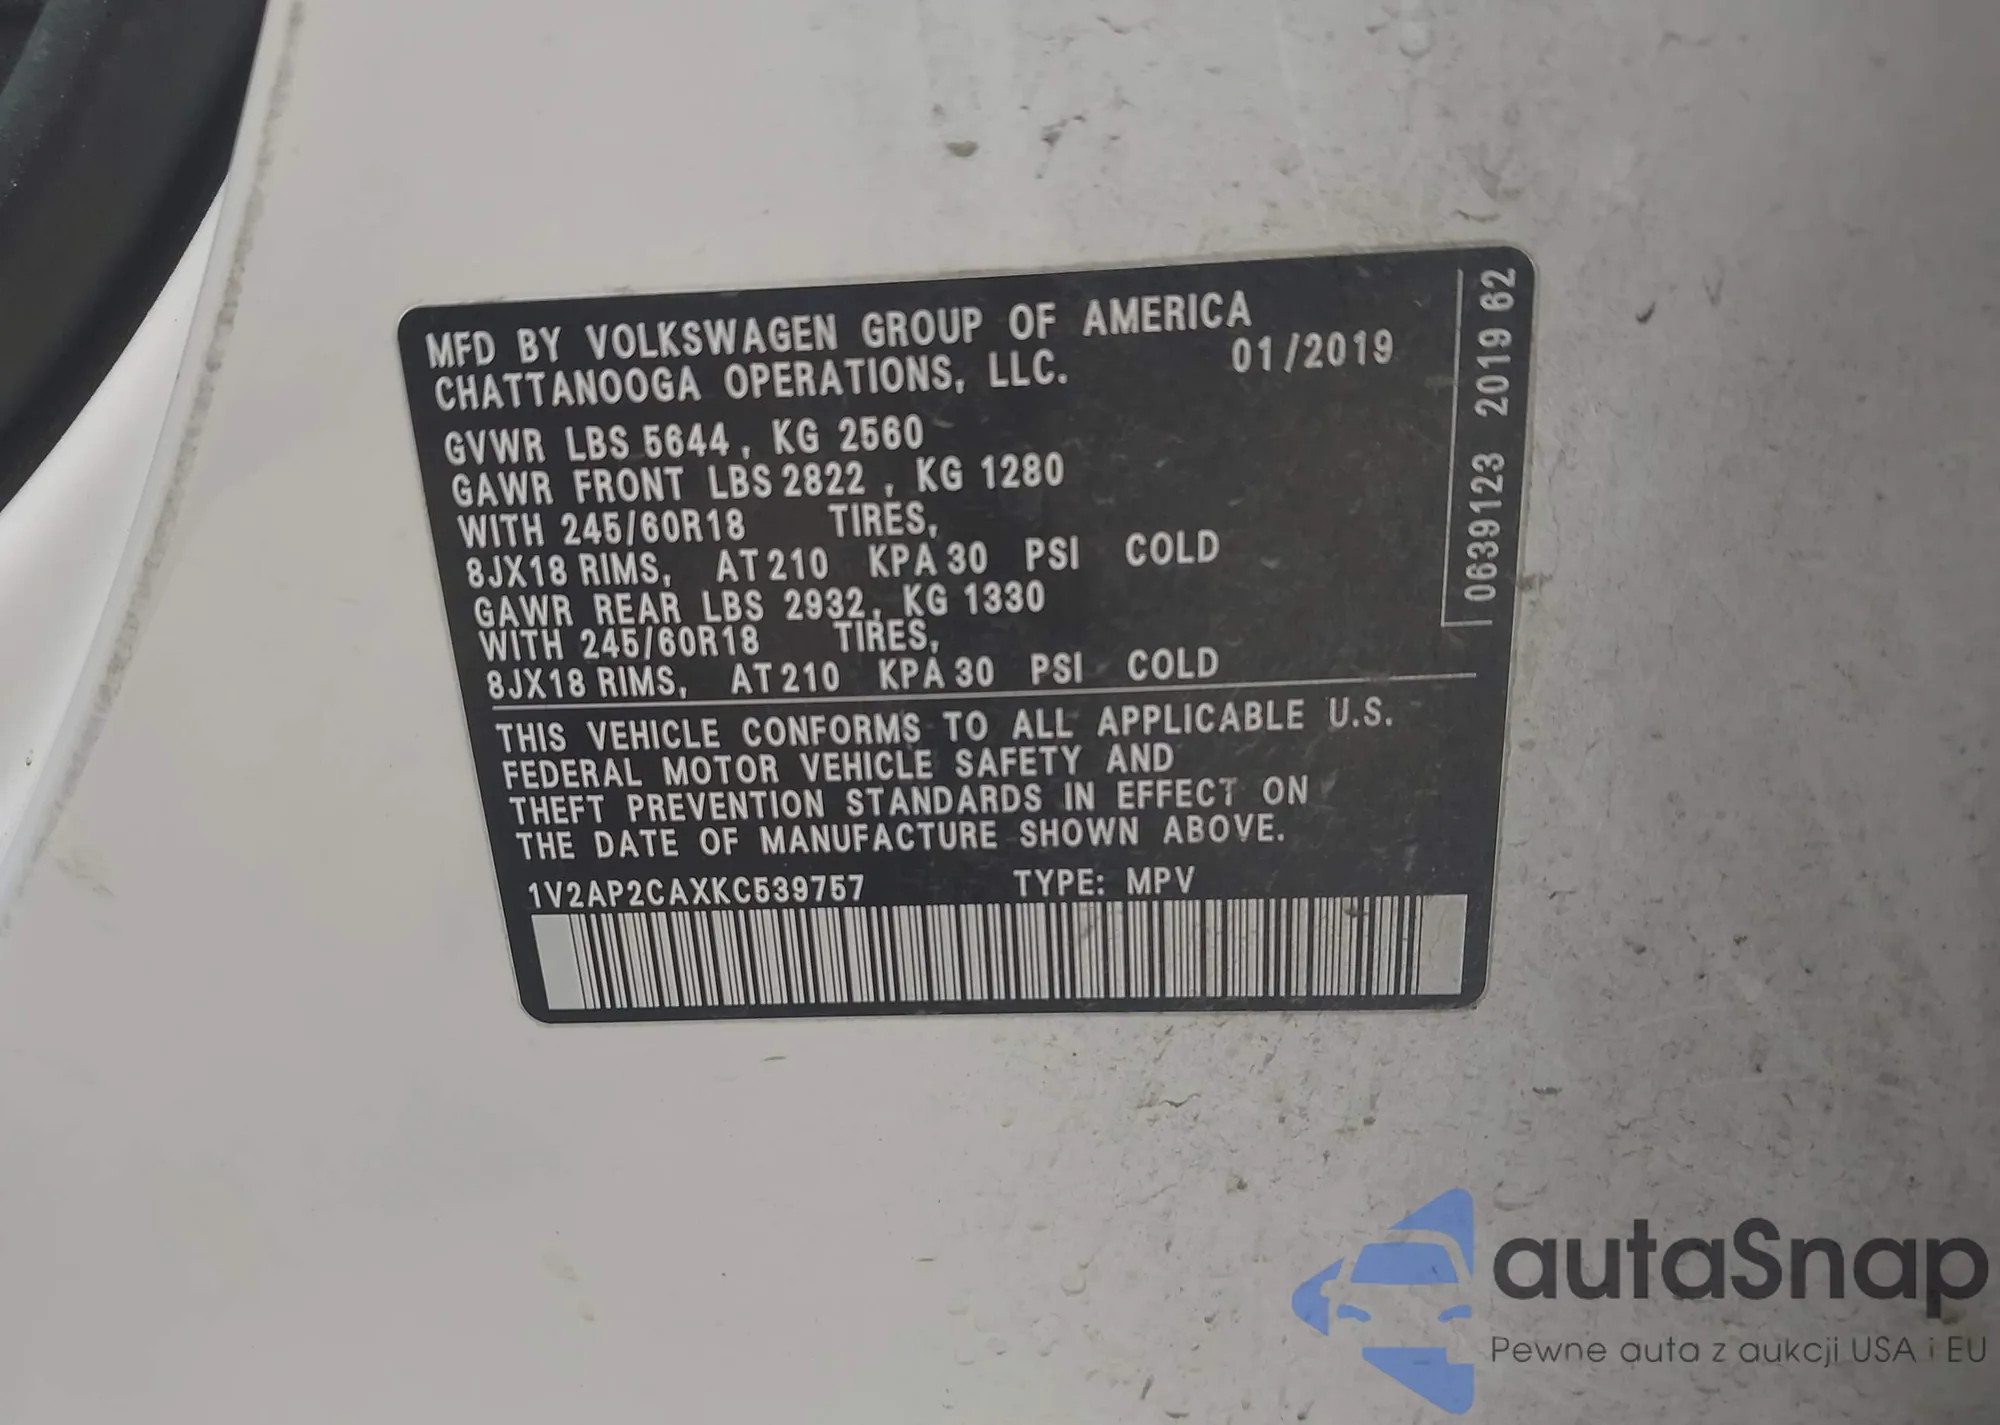 MFD BY VOLKSWAGEN GROUP OF AMERICA
CHATTANOOGA OPERATIONS, LLC. 01/2019
GVWR LBS 5644, KG 2560
GAWR FRONT LBS 2822, KG 1280
WITH 245/60R18 TIRES,
8JX18 RIMS, AT 210 KPA 30 PSI COLD
GAWR REAR LBS 2932, KG 1330
WITH 245/60R18 TIRES,
8JX18 RIMS, AT 210 KPA 30 PSI COLD
THIS VEHICLE CONFORMS TO ALL APPLICABLE U.S.
FEDERAL MOTOR VEHICLE SAFETY AND
THEFT PREVENTION STANDARDS IN EFFECT ON
THE DATE OF MANUFACTURE SHOWN ABOVE.
1V2AP2CAXKC539757 TYPE: MPV
0639123 2019 62
autaSnap
Pewne auta z aukcji USA i EU